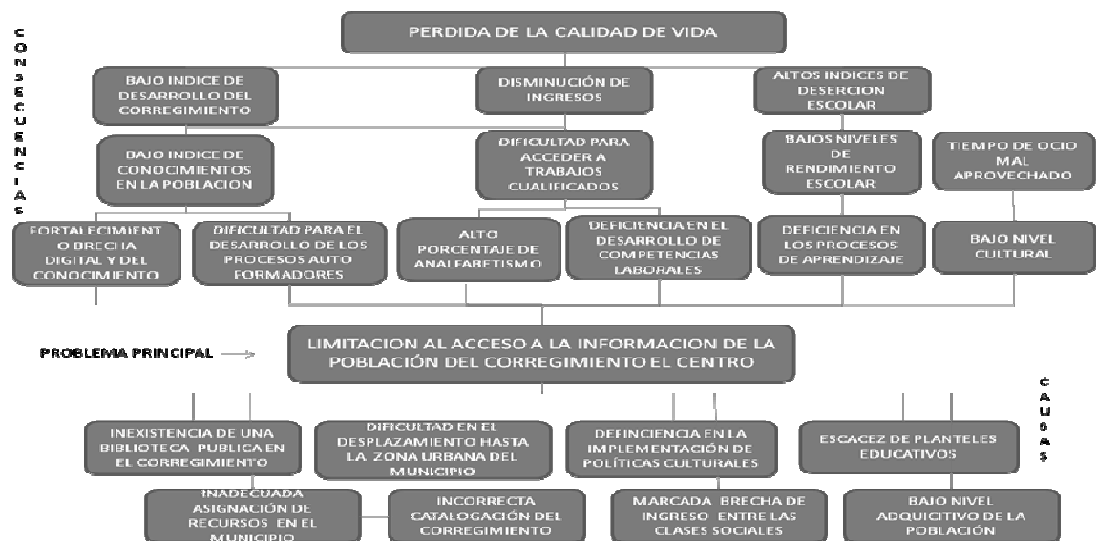 CONSECUENCIAS
PERDIDA DE LA CALIDAD DE VIDA
BAJO INDICE DE
DESARROLLO DEL
CORREGIMIENTO
DISMINUCIÓN DE
INGRESOS
ALTOS INDICES DE
DESERCION
ESCOLAR
BAJO INDICE DE
CONOCIMIENTOS
EN LA POBLACION
DIFICULTAD PARA
ACCEDER A
TRABAJOS
CUALIFICADOS
BAJOS NIVELES
DE
RENDIMIENTO
ESCOLAR
TIEMPO DE OCIO
MAL
APROVECHADO
FORTALECIMIENT
O BRECHA
DIGITAL Y DEL
CONOCIMIENTO
DIFICULTAD PARA EL
DESARROLLO DE LOS
PROCESOS AUTO
FORMADORES
ALTO
PORCENTAJE DE
ANALFABETISMO
DEFICIENCIA EN EL
DESARROLLO DE
COMPETENCIAS
LABORALES
DEFICIENCIA EN
LOS PROCESOS
DE APRENDIZAJE
BAJO NIVEL
CULTURAL
PROBLEMA PRINCIPAL
LIMITACION AL ACCESO A LA INFORMACION DE LA
POBLACIÓN DEL CORREGIMIENTO EL CENTRO
CAUSAS
INEXISTENCIA DE UNA
BIBLIOTECA PUBLICA EN
EL CORREGIMIENTO
DIFICULTAD EN EL
DESPLAZAMIENTO HASTA
LA ZONA URBANA DEL
MUNICIPIO
DEFINCIENCIA EN LA
IMPLEMENTACIÓN DE
POLÍTICAS CULTURALES
ESCACEZ DE PLANTELES
EDUCATIVOS
INADECUADA
ASIGNACIÓN DE
RECURSOS EN EL
MUNICIPIO
INCORRECTA
CATALOGACIÓN DEL
CORREGIMIENTO
MARCADA BRECHA DE
INGRESO ENTRE LAS
CLASES SOCIALES
BAJO NIVEL
ADQUICITIVO DE LA
POBLACIÓN